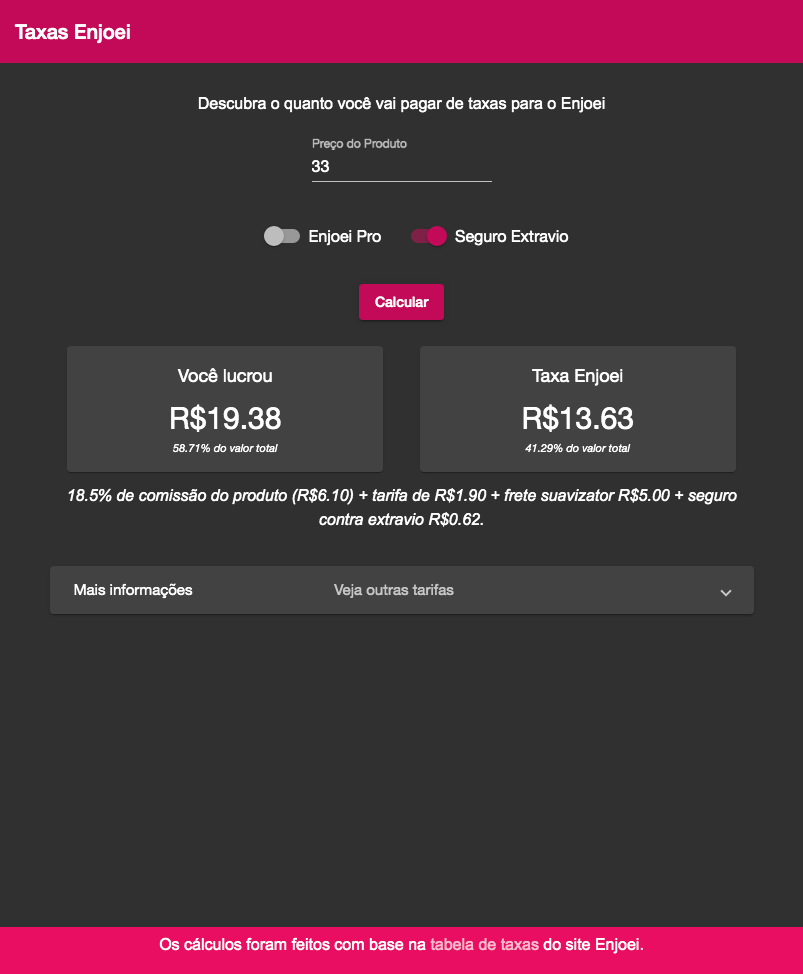 Taxas Enjoei
Descubra o quanto você vai pagar de taxas para o Enjoei
Preço do Produto
33
Enjoei Pro
Seguro Extravio
Calcular
Você lucrou
R$19.38
58.71% do valor total
Taxa Enjoei
R$13.63
41.29% do valor total
18.5% de comissão do produto (R$6.10) + tarifa de R$1.90 + frete suavizator R$5.00 + seguro
contra extravio R$0.62.
Mais informações
Veja outras tarifas
Os cálculos foram feitos com base na tabela de taxas do site Enjoei.